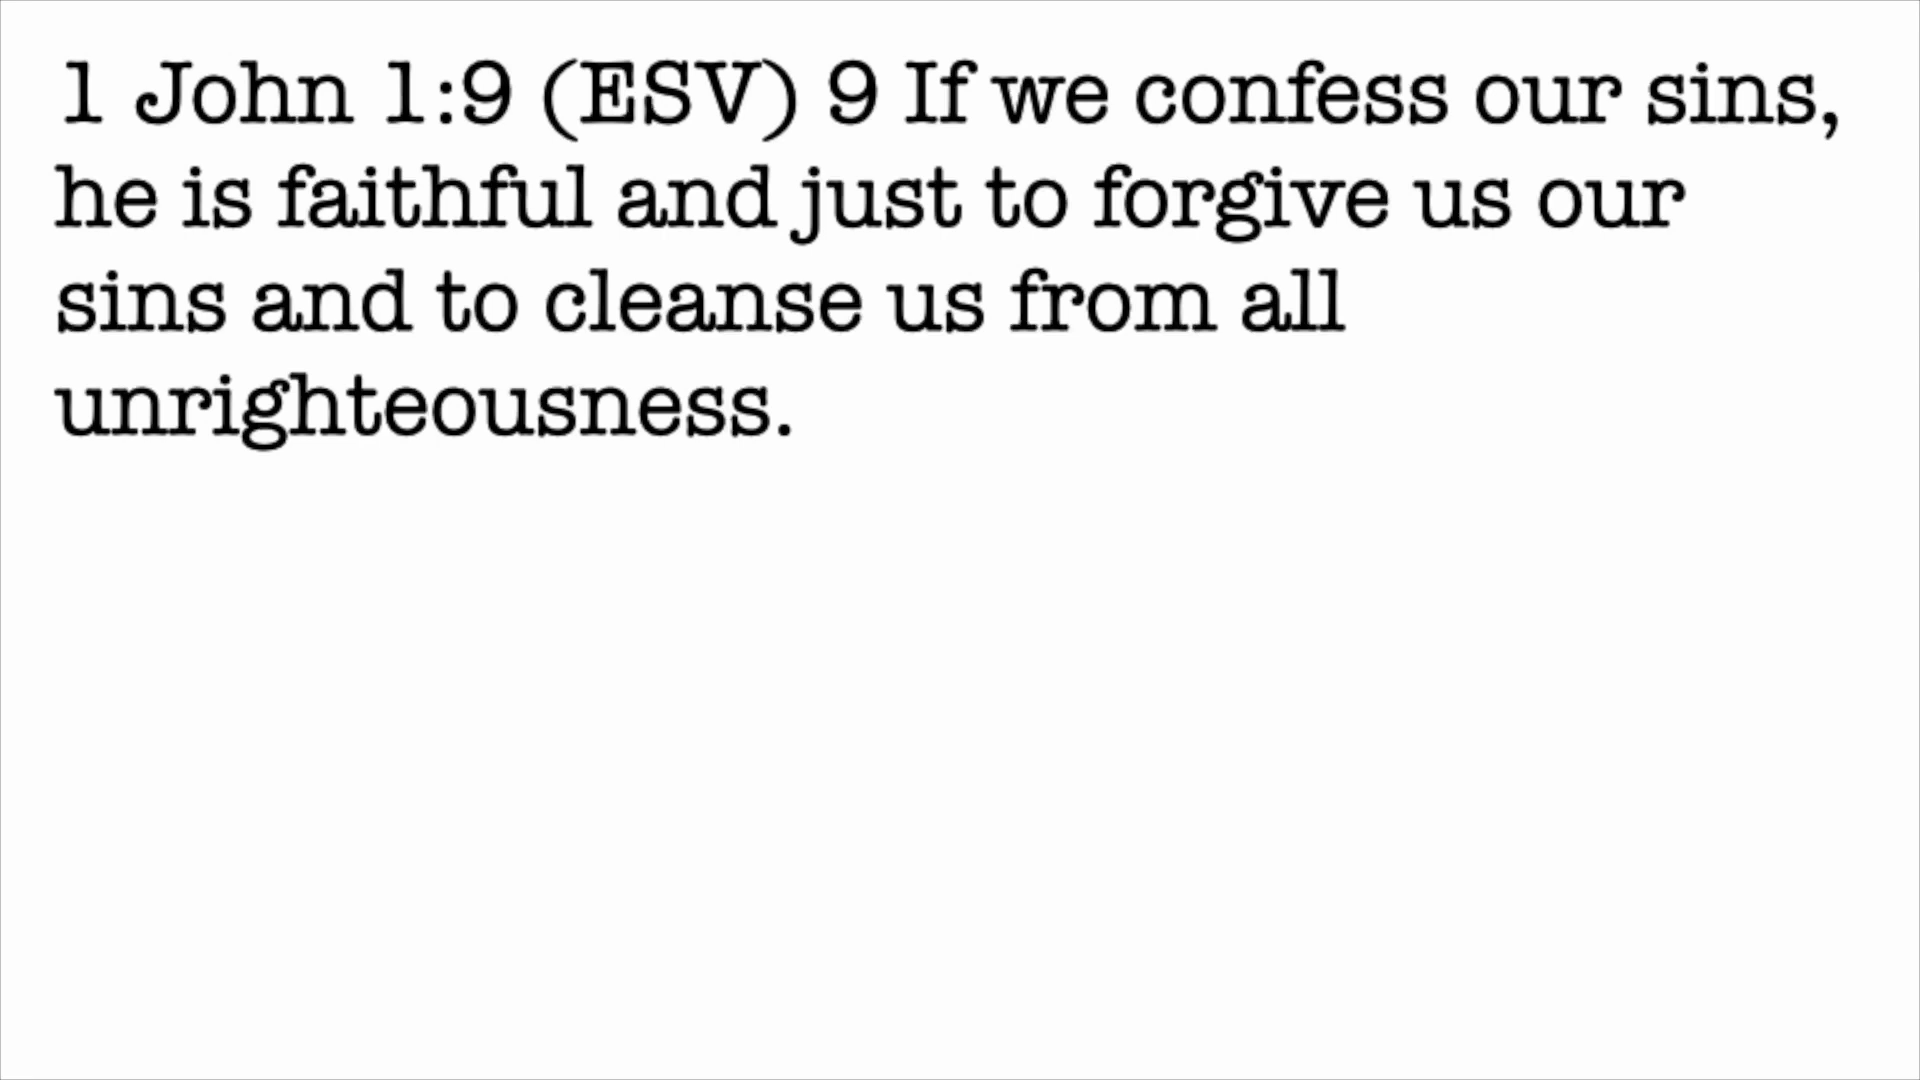 1 John 1:9 (ESV) 9 If we confess our sins,
he is faithful and just to forgive us our
sins and to cleanse us from all
unrighteousness.